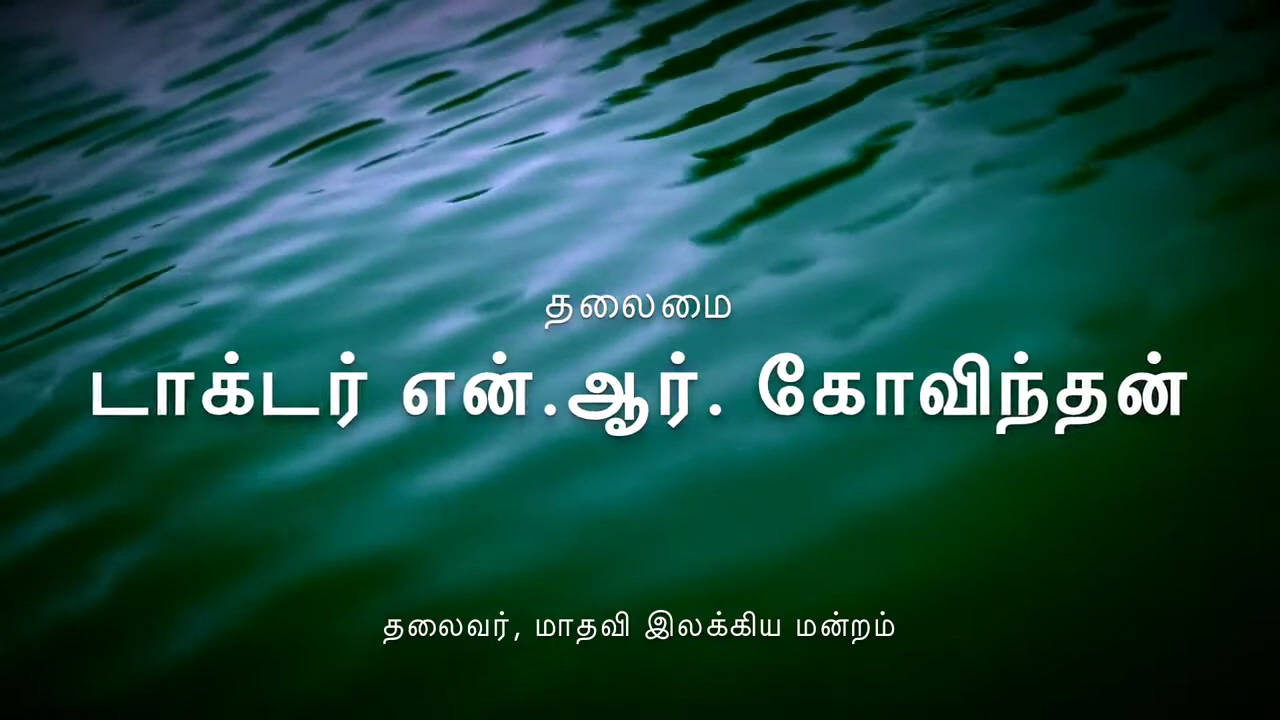 தலைமை
டாக்டர் என்.ஆர். கோவிந்தன்
தலைவர், மாதவி இலக்கிய மன்றம்